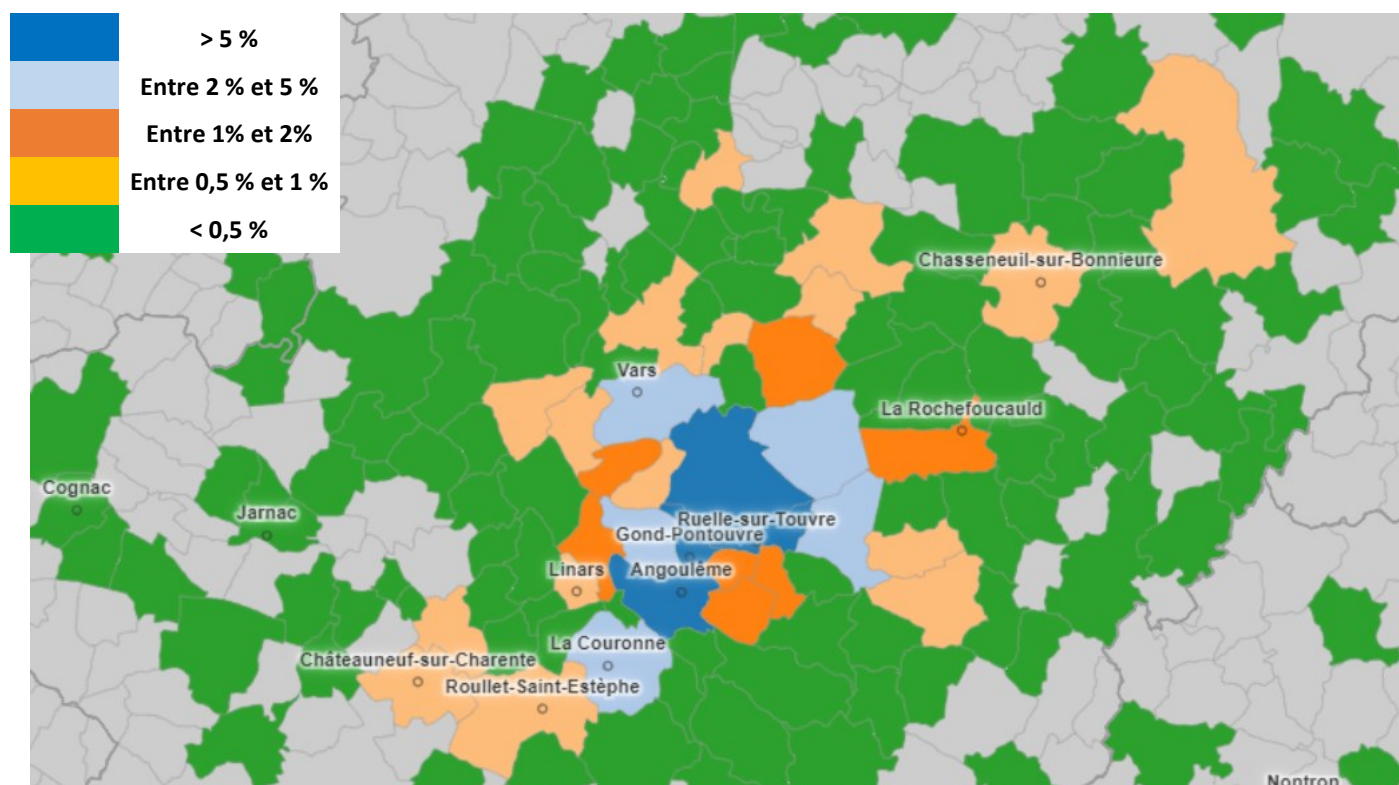 > 5 %
Entre 2 % et 5 %
Entre 1% et 2%
Entre 0,5 % et 1 %
< 0,5 %
Chasseneuil-sur-Bonnieure
Vars
La Rochefoucauld
Cognac
Jarnac
Ruelle-sur-Touvre
Gond-Pontouvre
Linars
Angoulême
La Couronne
Châteauneuf-sur-Charente
Roullet-Saint-Estèphe
Nontron